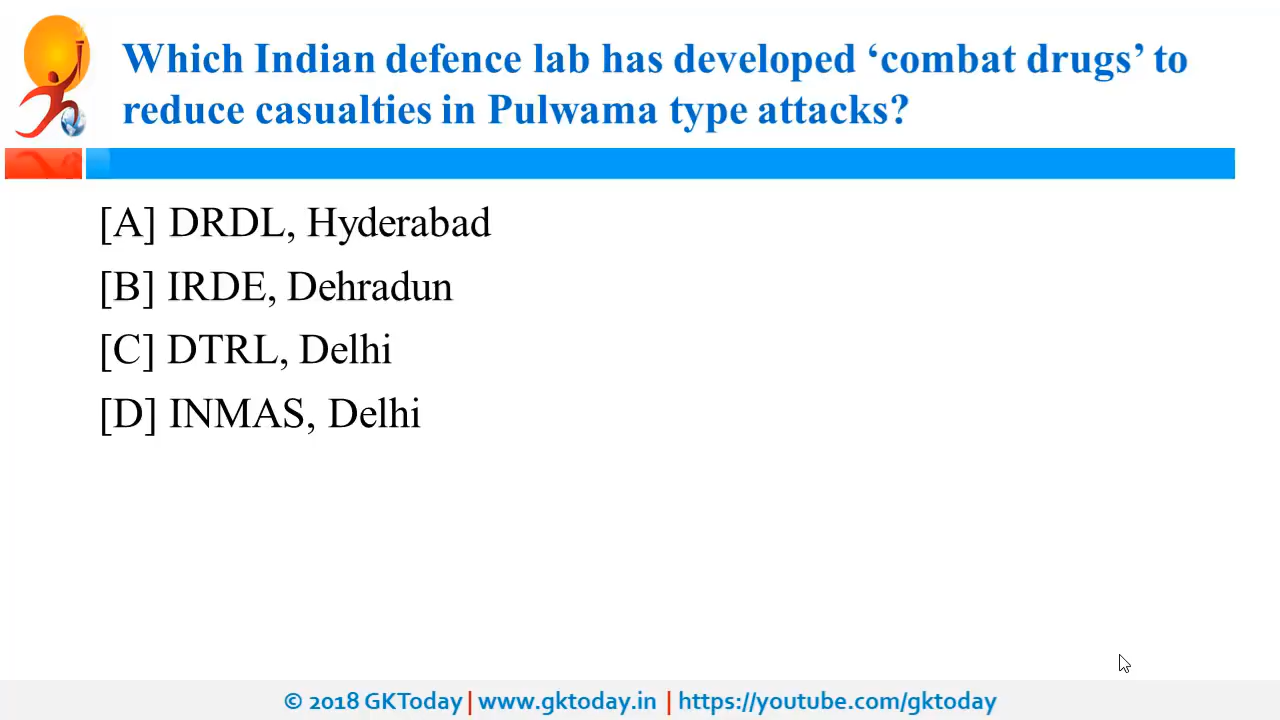 Which Indian defence lab has developed ‘combat drugs’ to
reduce casualties in Pulwama type attacks?
[A] DRDL, Hyderabad
[B] IRDE, Dehradun
[C] DTRL, Delhi
[D] INMAS, Delhi
© 2018 GKToday | www.gktoday.in | https://youtube.com/gktoday